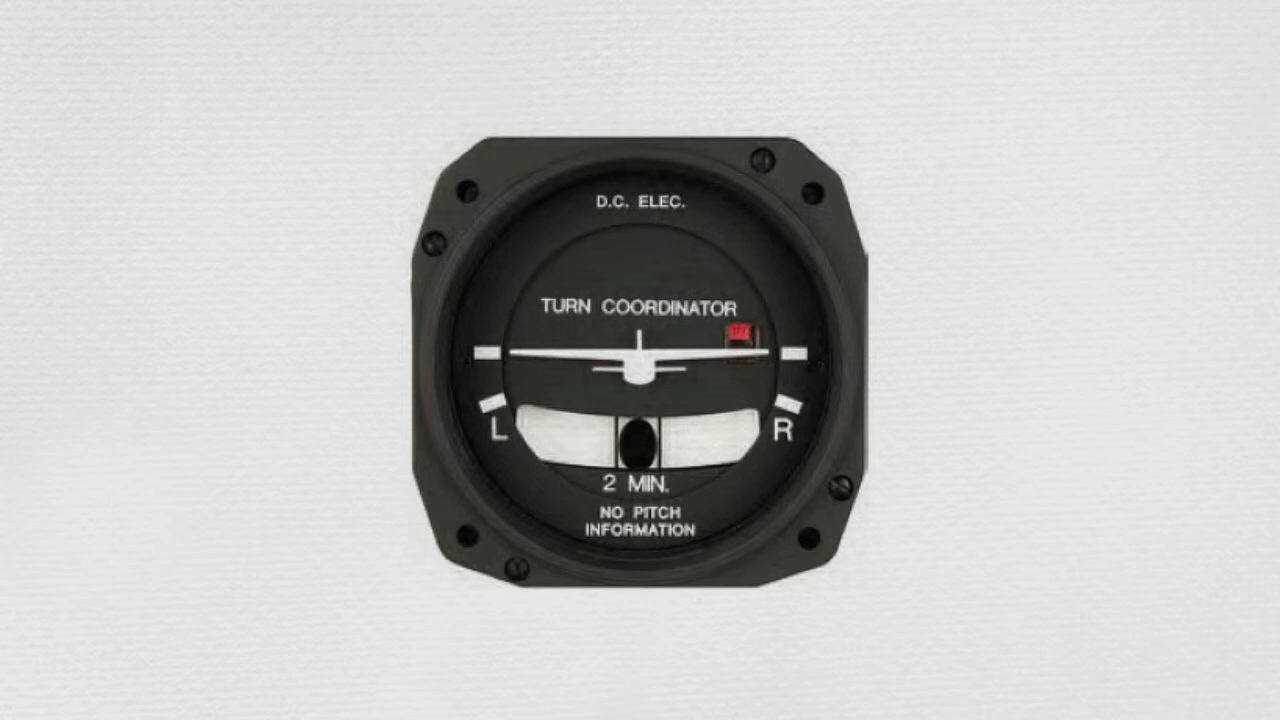 D.C. ELEC.
TURN COORDINATOR
L
R
2 MIN.
NO PITCH
INFORMATION